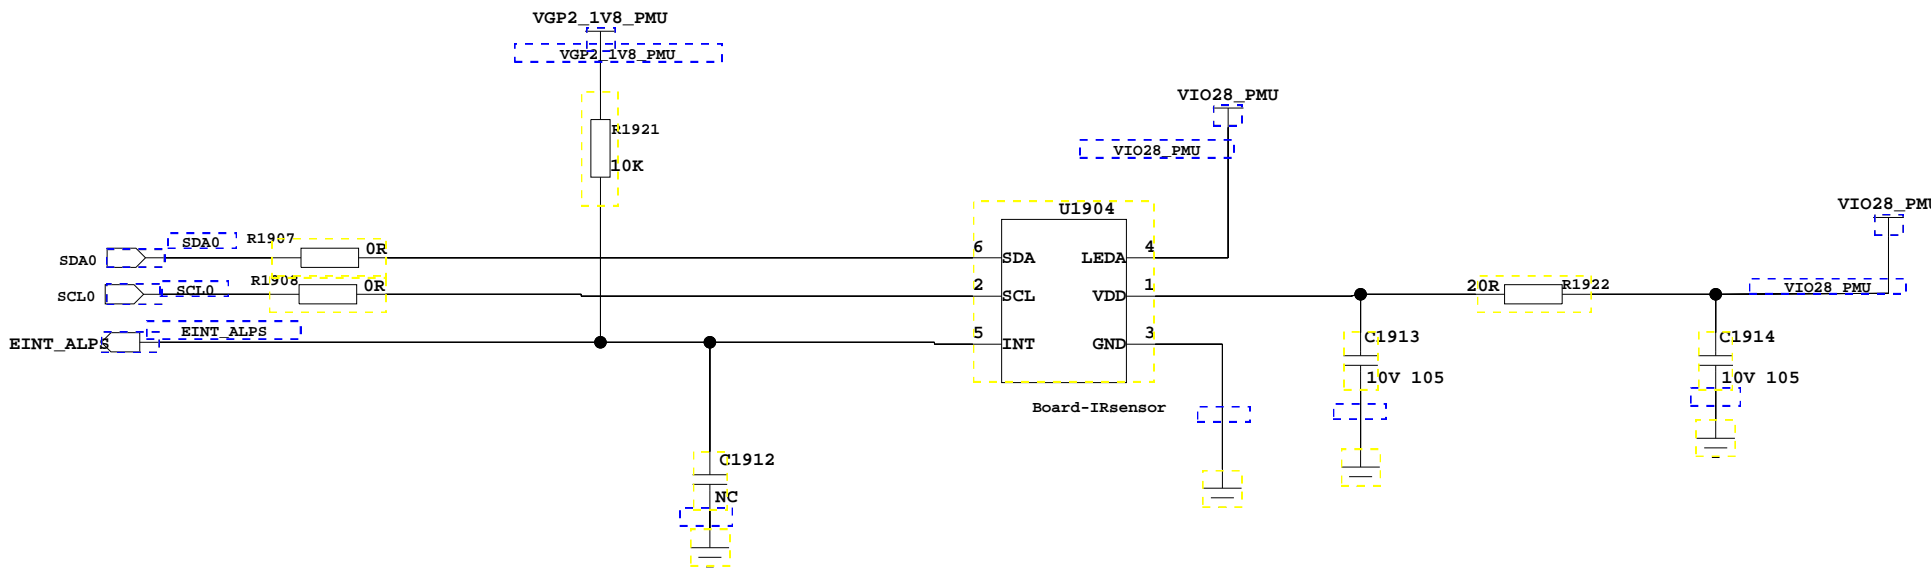 VGP2_1V8_PMU
VGP2_1V8_PMU
R1921
10K
VIO28_PMU
VIO28_PMU
VIO28_PMU
VIO28_PMU
U1904
SDA0
SDA0
R1907
0R
6
SDA
LEDA
4
SCL0
SCL0
R1908
0R
2
SCL
VDD
1
20R
R1922
EINT_ALPS
EINT_ALPS
5
INT
GND
3
C1913
10V 105
C1914
10V 105
Board-IRsensor
C1912
NC